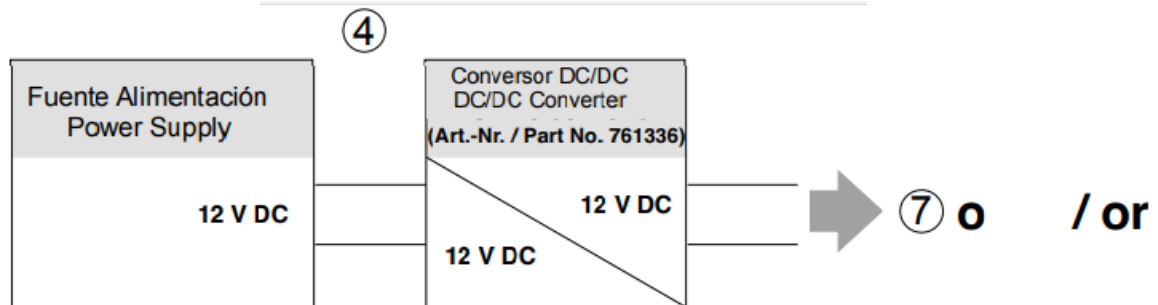 ④
Fuente Alimentación
Power Supply
12 V DC
Conversor DC/DC
DC/DC Converter
(Art.-Nr. / Part No. 761336)
12 V DC
12 V DC
⑦ o / or